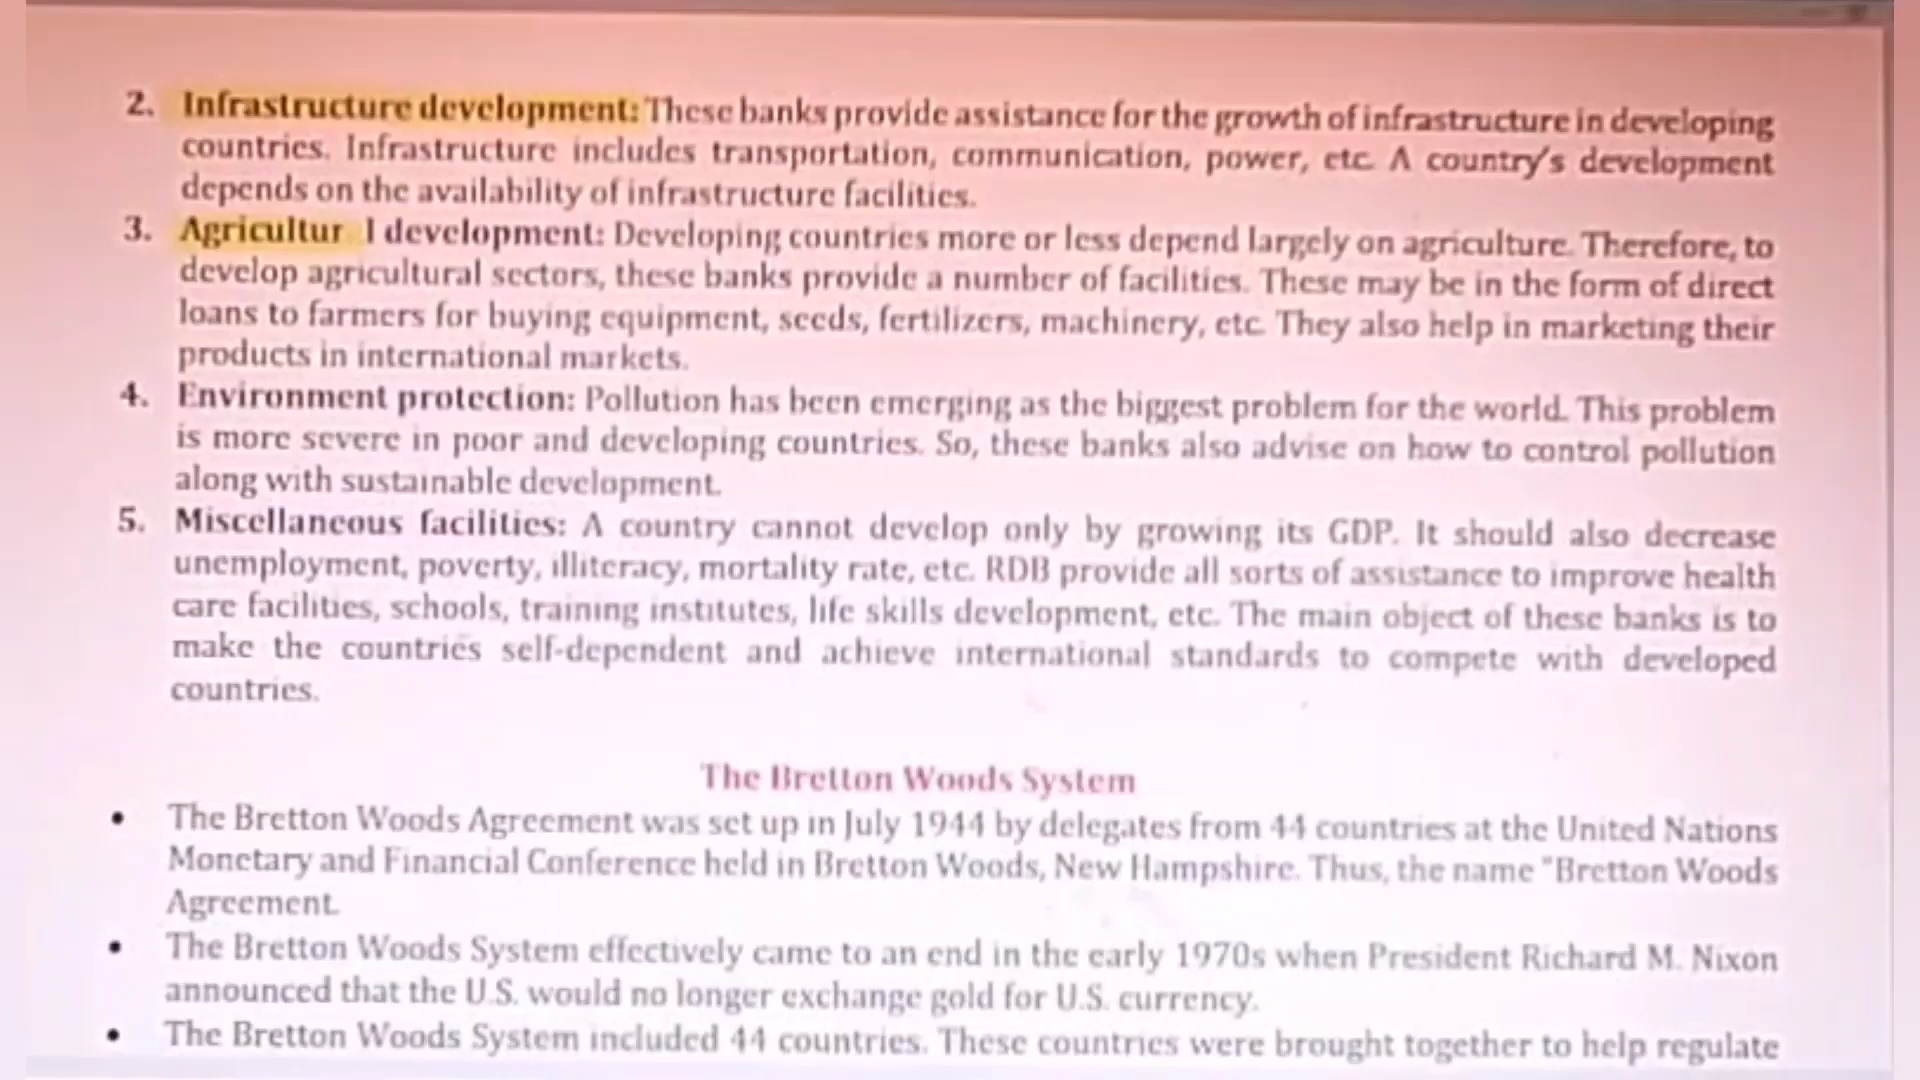 2. Infrastructure development: These banks provide assistance for the growth of infrastructure in developing
countries. Infrastructure includes transportation, communication, power, etc. A country's development
depends on the availability of infrastructure facilities.
3. Agricultur l development: Developing countries more or less depend largely on agriculture. Therefore, to
develop agricultural sectors, these banks provide a number of facilities. These may be in the form of direct
loans to farmers for buying equipment, seeds, fertilizers, machinery, etc. They also help in marketing their
products in international markets.
4. Environment protection: Pollution has been emerging as the biggest problem for the world. This problem
is more severe in poor and developing countries. So, these banks also advise on how to control pollution
along with sustainable development.
5. Miscellaneous facilities: A country cannot develop only by growing its GDP. It should also decrease
unemployment, poverty, illiteracy, mortality rate, etc. RDB provide all sorts of assistance to improve health
care facilities, schools, training institutes, life skills development, etc. The main object of these banks is to
make the countries self-dependent and achieve international standards to compete with developed
countries.
The Bretton Woods System
• The Bretton Woods Agreement was set up in July 1944 by delegates from 44 countries at the United Nations
Monetary and Financial Conference held in Bretton Woods, New Hampshire. Thus, the name "Bretton Woods
Agreement.
• The Bretton Woods System effectively came to an end in the early 1970s when President Richard M. Nixon
announced that the U.S. would no longer exchange gold for U.S. currency.
• The Bretton Woods System included 44 countries. These countries were brought together to help regulate